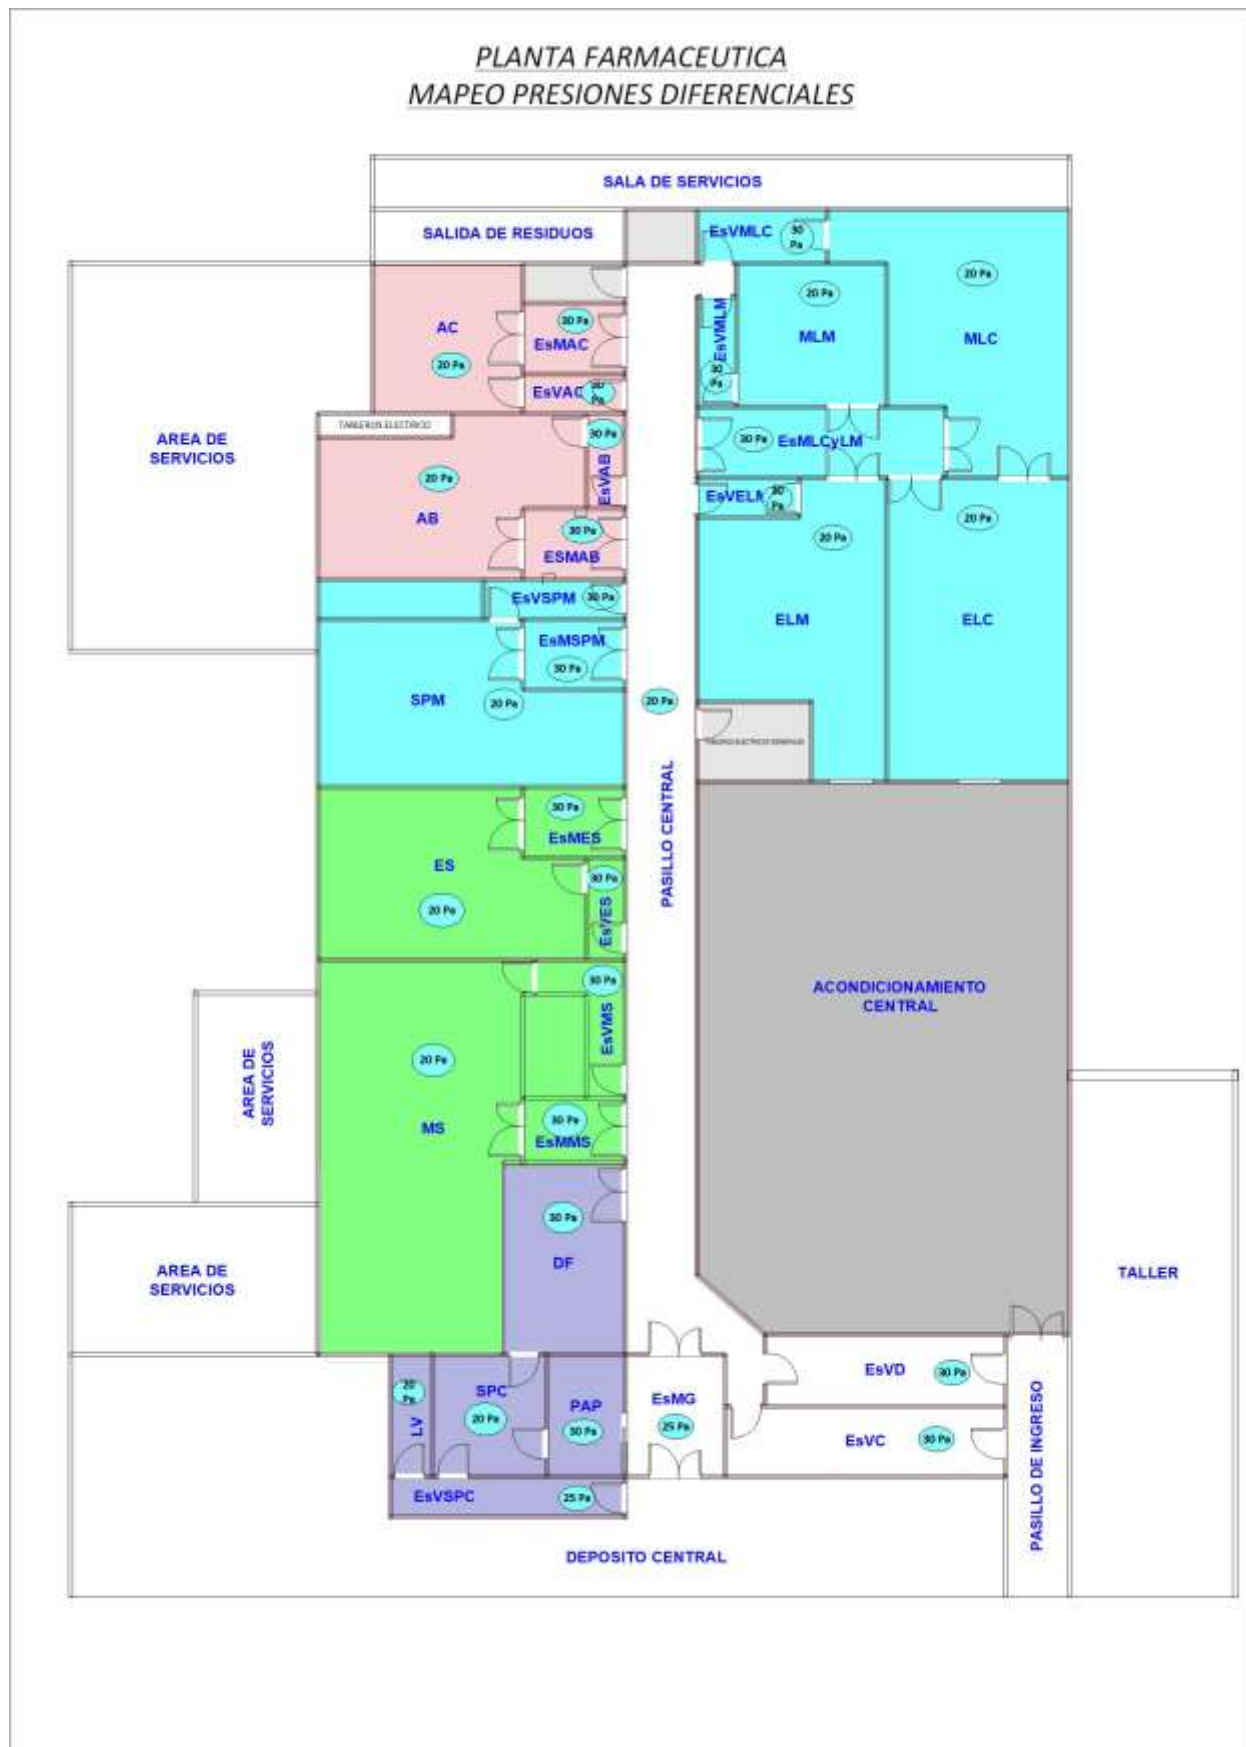 PLANTA FARMACEUTICA
MAPEO PRESIONES DIFERENCIALES
SALA DE SERVICIOS
SALIDA DE RESIDUOS
EsVMLC
30
Pa
AC
20 Pa
30 Pa
EsMAC
EsVAC
Pa
EsVMLM
30
Pa
20 Pa
MLM
20 Pa
MLC
AREA DE
SERVICIOS
TABLEROS ELECTRICO
20 Pa
AB
30 Pa
EsVAB
30 Pa
ESMAB
30 Pa
EsMLCyLM
EsVELM
30
Pa
20 Pa
20 Pa
ELM
ELC
EsVSPM
30 Pa
EsMSPM
30 Pa
SPM
20 Pa
20 Pa
PASILLO CENTRAL
30 Pa
EsMES
ES
20 Pa
30 Pa
EsVES
ACONDICIONAMIENTO
CENTRAL
30 Pa
EsVMS
20 Pa
MS
30 Pa
EsMMS
AREA DE
SERVICIOS
30 Pa
DF
AREA DE
SERVICIOS
TALLER
20
Pa
LV
SPC
20 Pa
PAP
30 Pa
EsMG
25 Pa
EsVD
30 Pa
EsVC
30 Pa
PASILLO DE INGRESO
EsVSPC
25 Pa
DEPOSITO CENTRAL